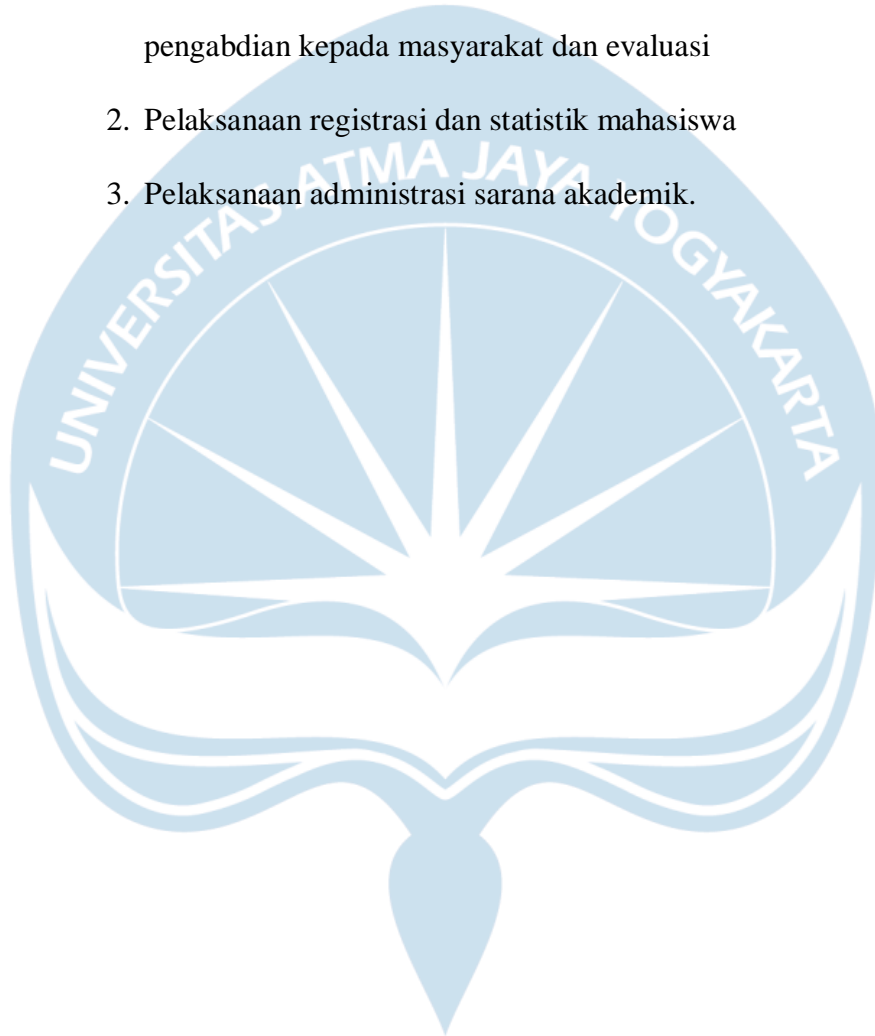 pengabdian kepada masyarakat dan evaluasi
2. Pelaksanaan registrasi dan statistik mahasiswa
3. Pelaksanaan administrasi sarana akademik.
UNIVERSITAS ATMA JAYA YOGYAKARTA